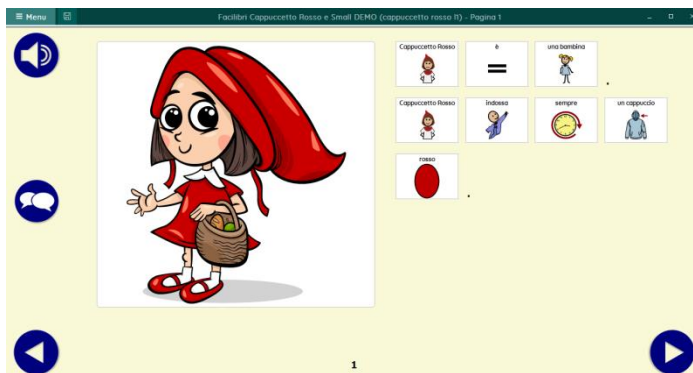 Menu
Facilibri Cappuccetto Rosso e Small DEMO (cappuccetto rosso fl) - Pagina 1
Cappuccetto Rosso è una bambina .
Cappuccetto Rosso indossa sempre un cappuccio
rosso .
1